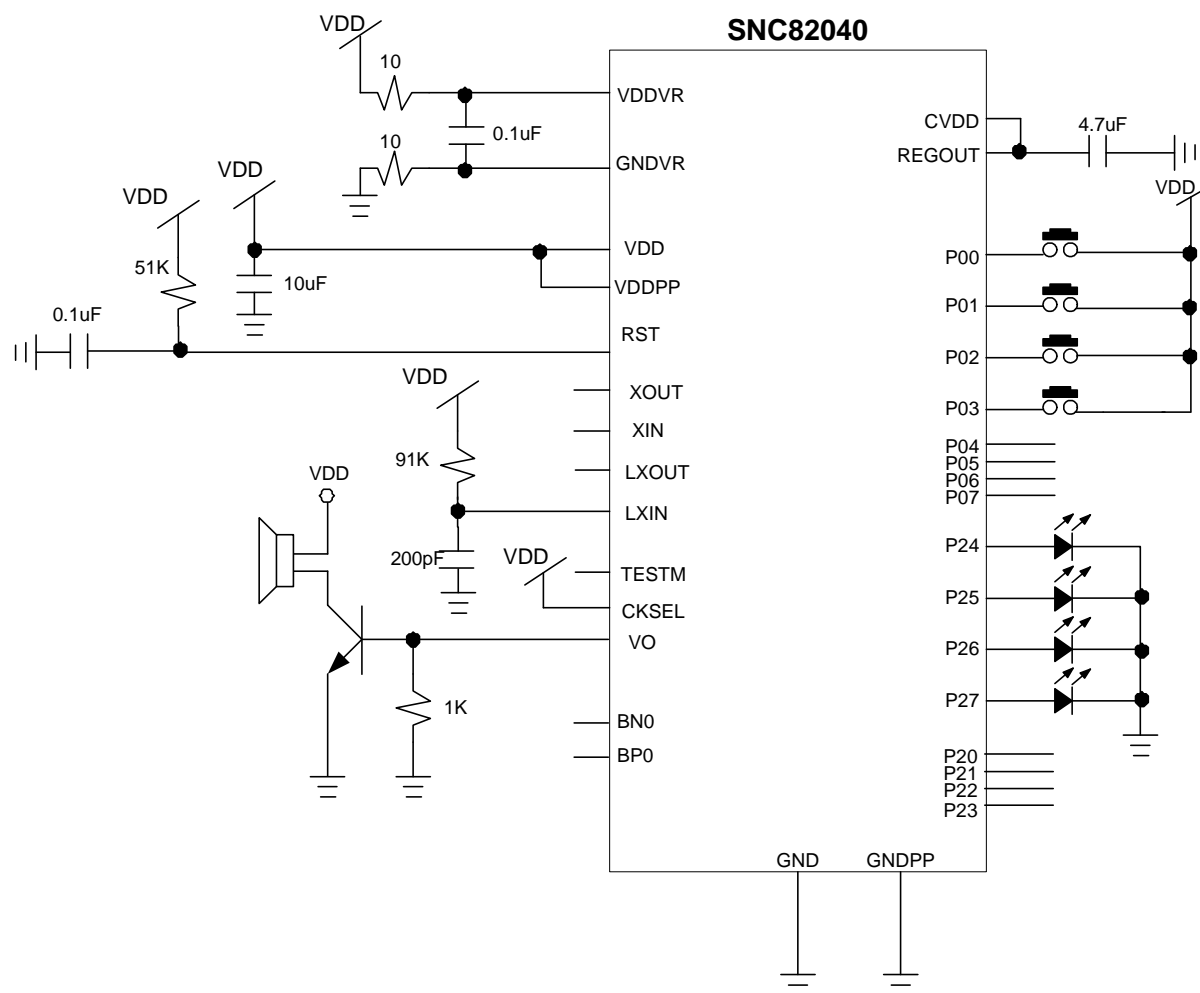 SNC82040
VDD
10
VDDVR
0.1uF
10
GNDVR
VDD
VDD
VDD
51K
10uF
VDDPP
0.1uF
RST
VDD
XOUT
XIN
91K
LXOUT
LXIN
VDD
200pF
VDD
TESTM
CKSEL
VO
1K
BN0
BP0
CVDD
4.7uF
REGOUT
VDD
P00
P01
P02
P03
P04
P05
P06
P07
P24
P25
P26
P27
P20
P21
P22
P23
GND
GNDPP